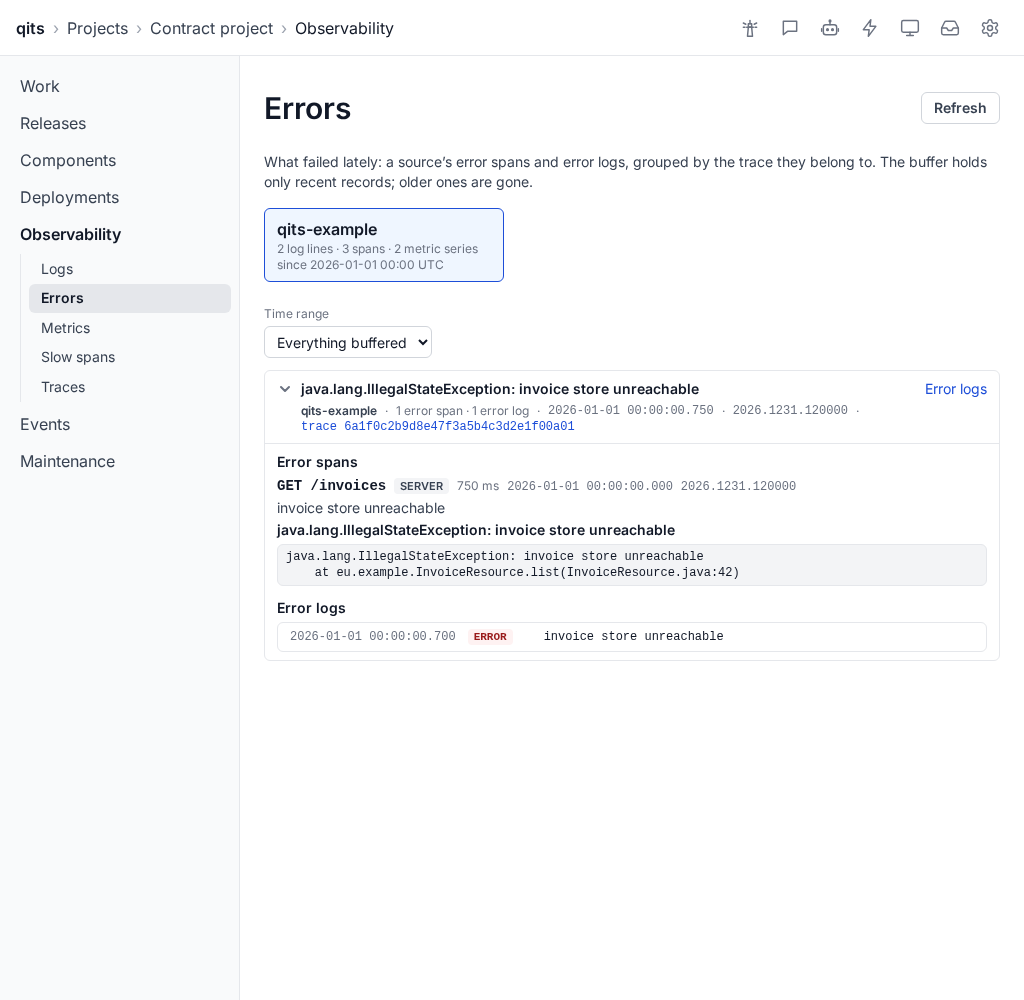 qits › Projects › Contract project › Observability
Work
Releases
Components
Deployments
Observability
Logs
Errors
Metrics
Slow spans
Traces
Events
Maintenance
Errors
Refresh
What failed lately: a source’s error spans and error logs, grouped by the trace they belong to. The buffer holds
only recent records; older ones are gone.
qits-example
2 log lines · 3 spans · 2 metric series
since 2026-01-01 00:00 UTC
Time range
Everything buffered
java.lang.IllegalStateException: invoice store unreachable
Error logs
qits-example · 1 error span · 1 error log · 2026-01-01 00:00:00.750 · 2026.1231.120000 ·
trace 6a1f0c2b9d8e47f3a5b4c3d2e1f00a01
Error spans
GET /invoices SERVER 750 ms 2026-01-01 00:00:00.000 2026.1231.120000
invoice store unreachable
java.lang.IllegalStateException: invoice store unreachable
java.lang.IllegalStateException: invoice store unreachable
at eu.example.InvoiceResource.list(InvoiceResource.java:42)
Error logs
2026-01-01 00:00:00.700 ERROR invoice store unreachable